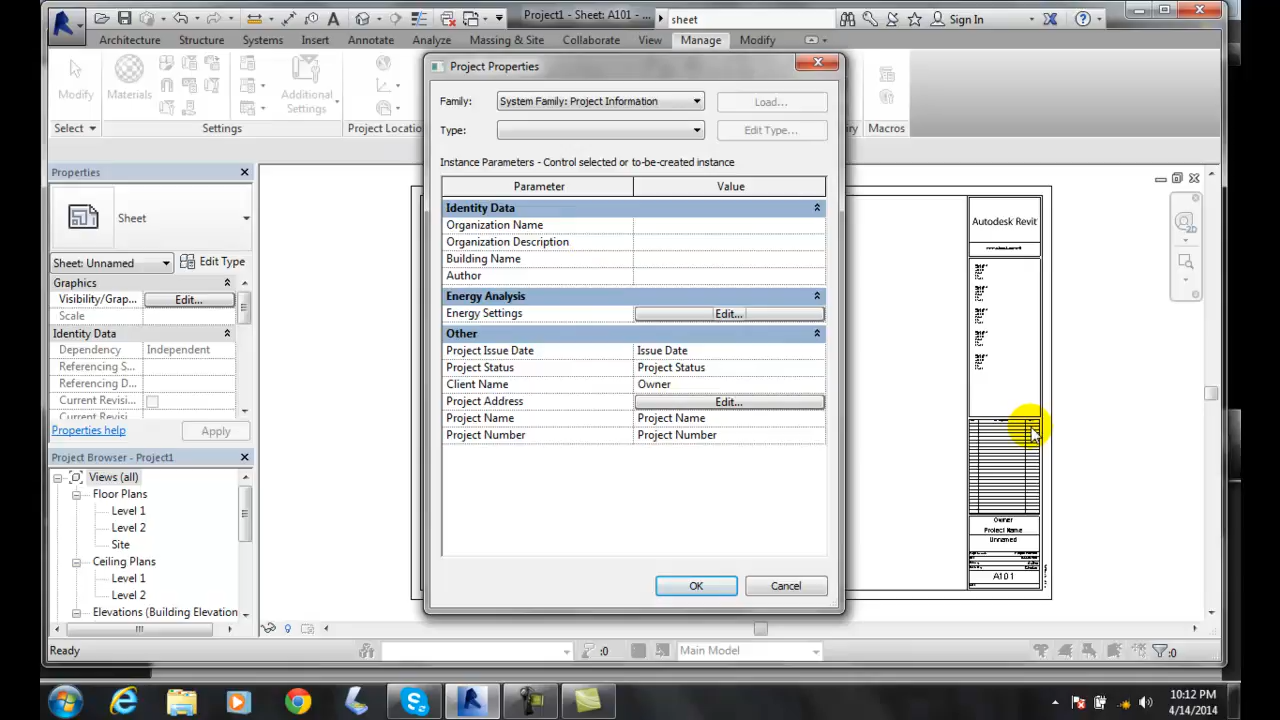 Project1 - Sheet: A101 - ...
sheet
Sign In
Architecture
Structure
Systems
Insert
Annotate
Analyze
Massing & Site
Collaborate
View
Manage
Modify
Modify
Materials
Additional
Settings
Macros
Select
Settings
Project Locatio
Macros
Project Properties
Family:
System Family: Project Information
Load...
Type:
Edit Type...
Instance Parameters - Control selected or to-be-created instance
Parameter
Value
Identity Data
Organization Name
Organization Description
Building Name
Author
Energy Analysis
Energy Settings
Edit...
Other
Project Issue Date
Issue Date
Project Status
Project Status
Client Name
Owner
Project Address
Edit...
Project Name
Project Name
Project Number
Project Number
OK
Cancel
Properties
Sheet
Sheet: Unnamed
Edit Type
Graphics
Visibility/Grap...
Edit...
Scale
Identity Data
Dependency
Independent
Referencing S...
Referencing D...
Current Revisi...
Current Revisi
Properties help
Apply
Project Browser - Project1
Views (all)
Floor Plans
Level 1
Level 2
Site
Ceiling Plans
Level 1
Level 2
Elevations (Building Elevation
Autodesk Revit
Owner
Project Name
Unnamed
A101
Ready
:0
Main Model
:0
10:12 PM
4/14/2014